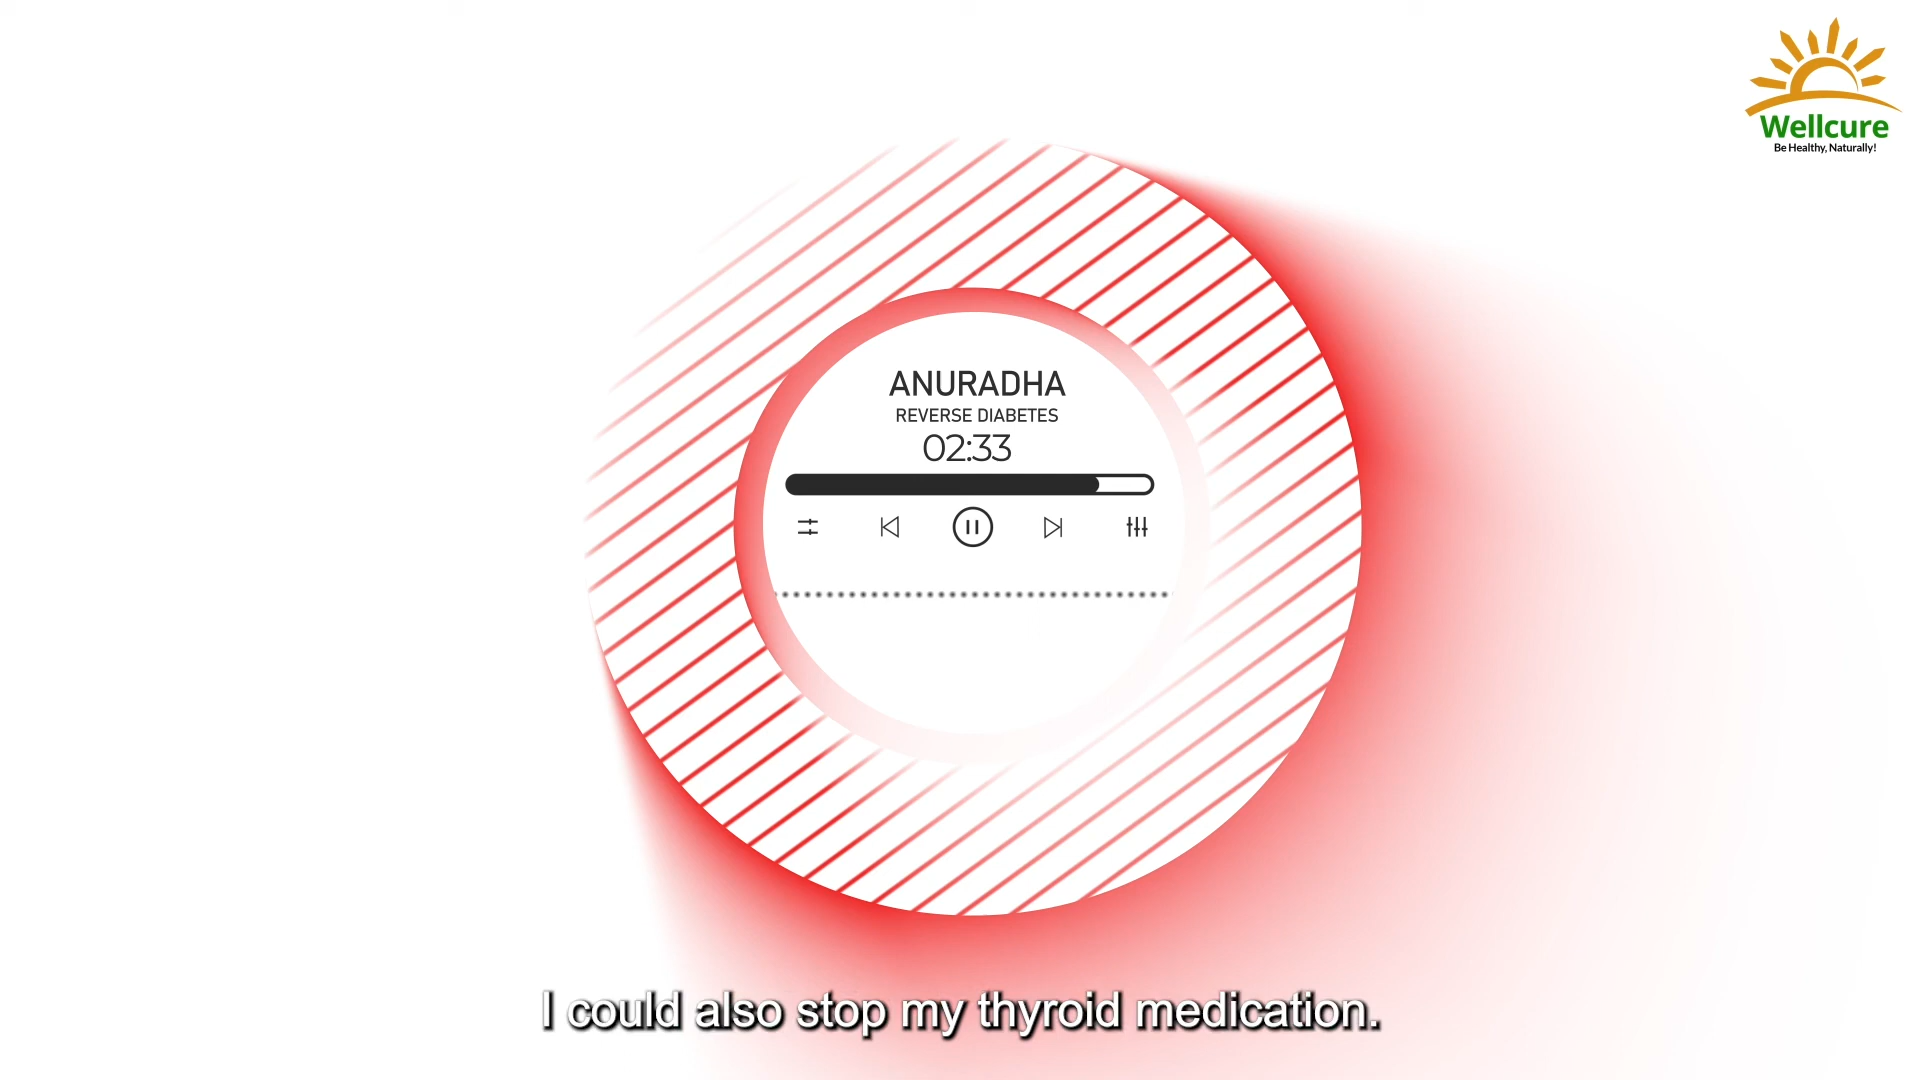 Wellcure
Be Healthy, Naturally!
ANURADHA
REVERSE DIABETES
02:33
I could also stop my thyroid medication.